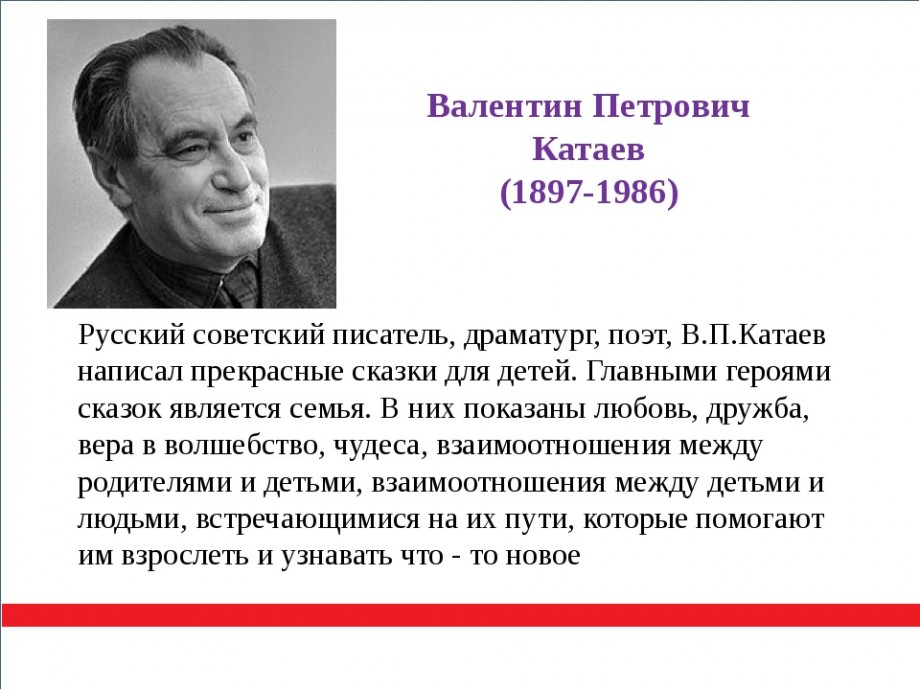 Валентин Петрович
Катаев
(1897-1986)
Русский советский писатель, драматург, поэт, В.П.Катаев
написал прекрасные сказки для детей. Главными героями
сказок является семья. В них показаны любовь, дружба,
вера в волшебство, чудеса, взаимоотношения между
родителями и детьми, взаимоотношения между детьми и
людьми, встречающимися на их пути, которые помогают
им взрослеть и узнавать что - то новое